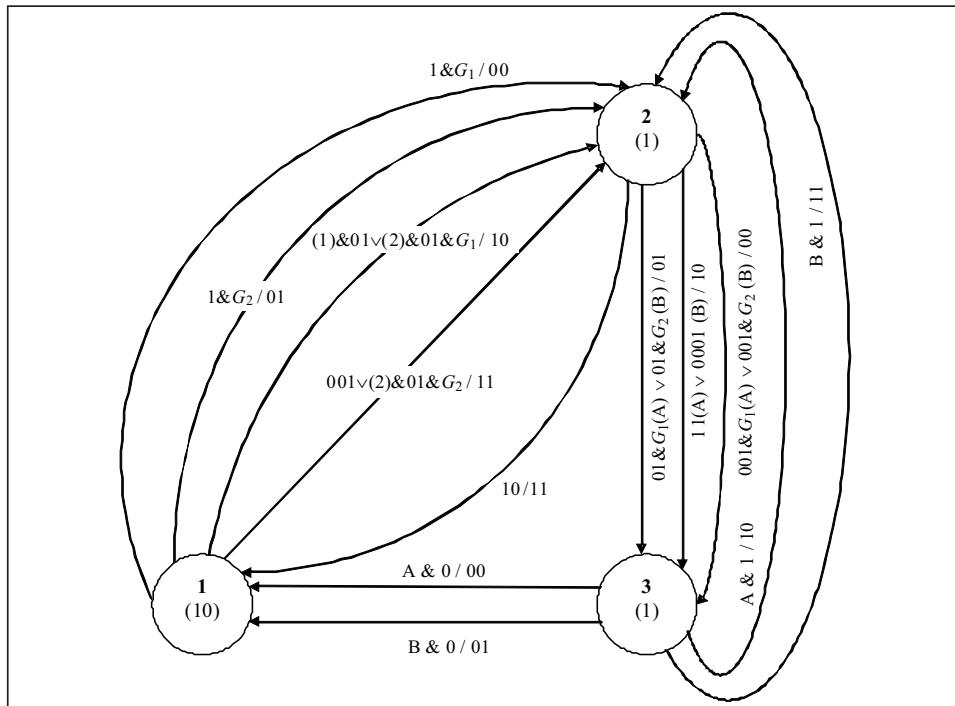 1&G₁/00
2
(1)
B & 1/11
(1)&01∨(2)&01&G₁/10
1&G₂/01
01&G₁(A) ∨ 01&G₂(B)/01
11(A) ∨ 0001 (B)/10
001&G₁(A) ∨ 001&G₂(B)/00
001∨(2)&01&G₂/11
10/11
A & 1/10
A & 0/00
1
(10)
3
(1)
B & 0/01